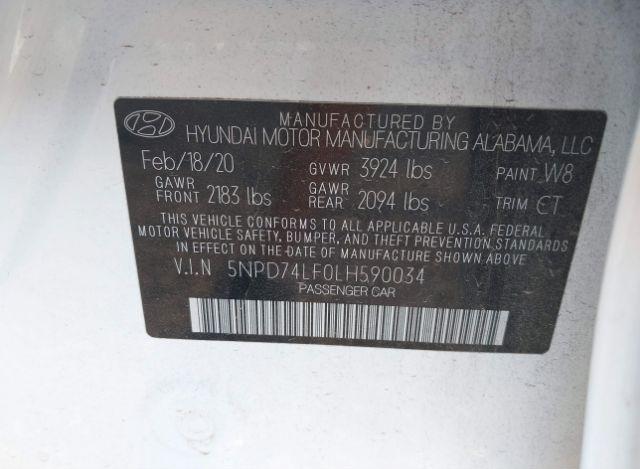 MANUFACTURED BY
HYUNDAI MOTOR MANUFACTURING ALABAMA, LLC
Feb/18/20 GVWR 3924 lbs PAINT W8
GAWR FRONT 2183 lbs GAWR REAR 2094 lbs TRIM CT
THIS VEHICLE CONFORMS TO ALL APPLICABLE U.S.A. FEDERAL
MOTOR VEHICLE SAFETY, BUMPER, AND THEFT PREVENTION STANDARDS
IN EFFECT ON THE DATE OF MANUFACTURE SHOWN ABOVE
V.I.N 5NPD74LF0LH590034
PASSENGER CAR